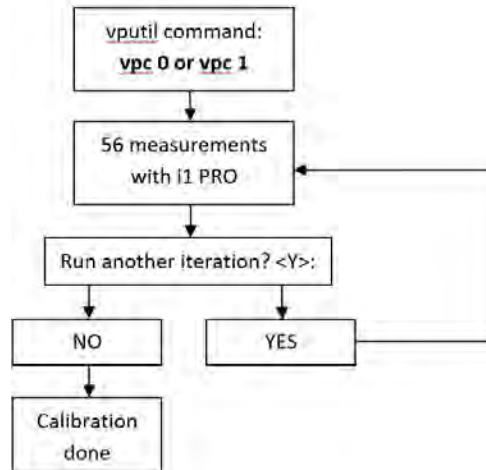 vputil command:
vpc 0 or vpc 1
56 measurements
with i1 PRO
Run another iteration? <Y>:
NO
YES
Calibration
done